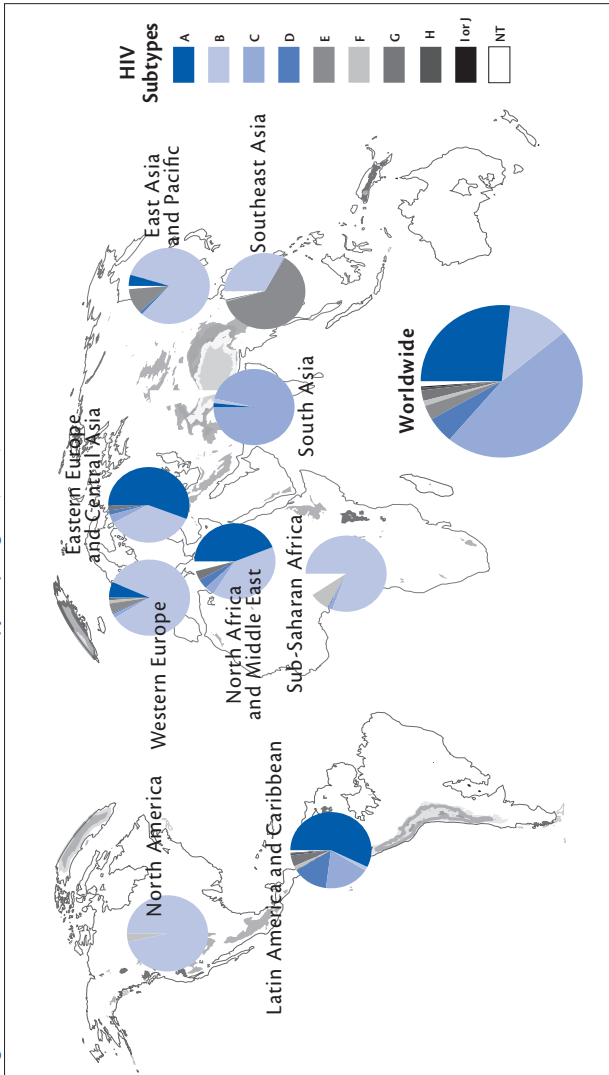 HIV
Subtypes
A
B
C
D
E
F
G
H
I or J
NT
East Asia
and Pacific
Southeast Asia
Eastern Europe
and Central Asia
South Asia
Worldwide
Western Europe
North Africa
and Middle East
Sub-Saharan Africa
North America
Latin America and Caribbean